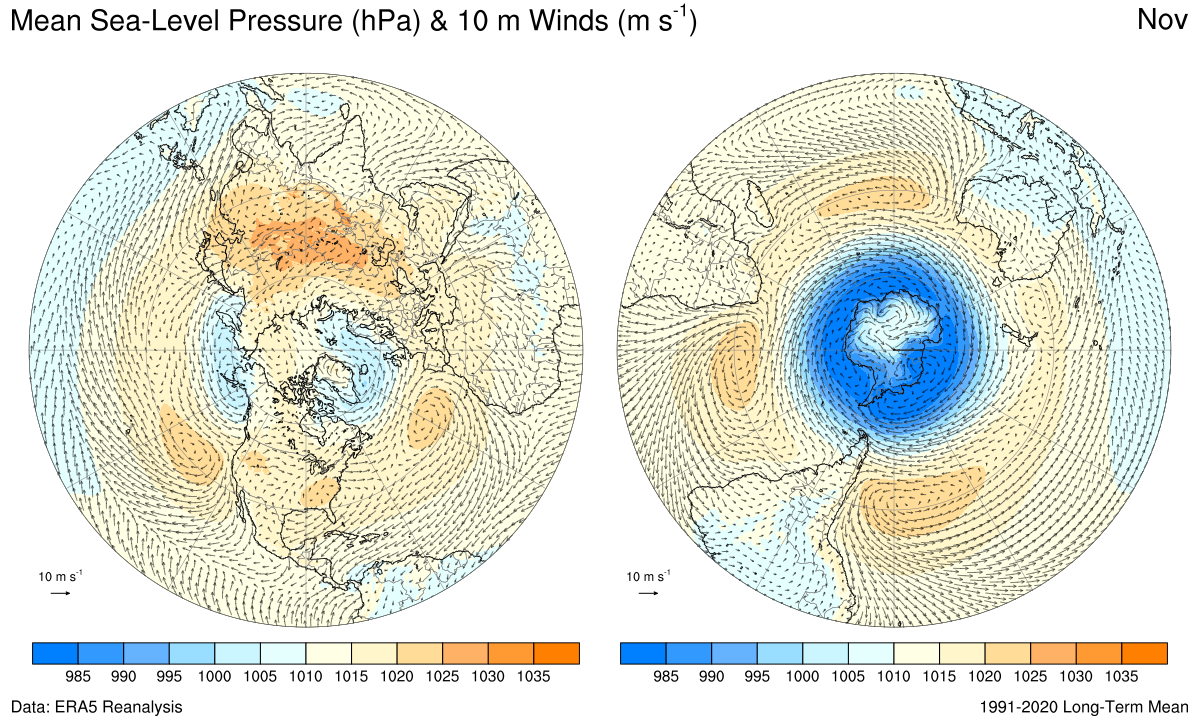 Mean Sea-Level Pressure (hPa) & 10 m Winds (m s⁻¹) Nov
10 m s⁻¹ 10 m s⁻¹
985 990 995 1000 1005 1010 1015 1020 1025 1030 1035 985 990 995 1000 1005 1010 1015 1020 1025 1030 1035
Data: ERA5 Reanalysis 1991-2020 Long-Term Mean